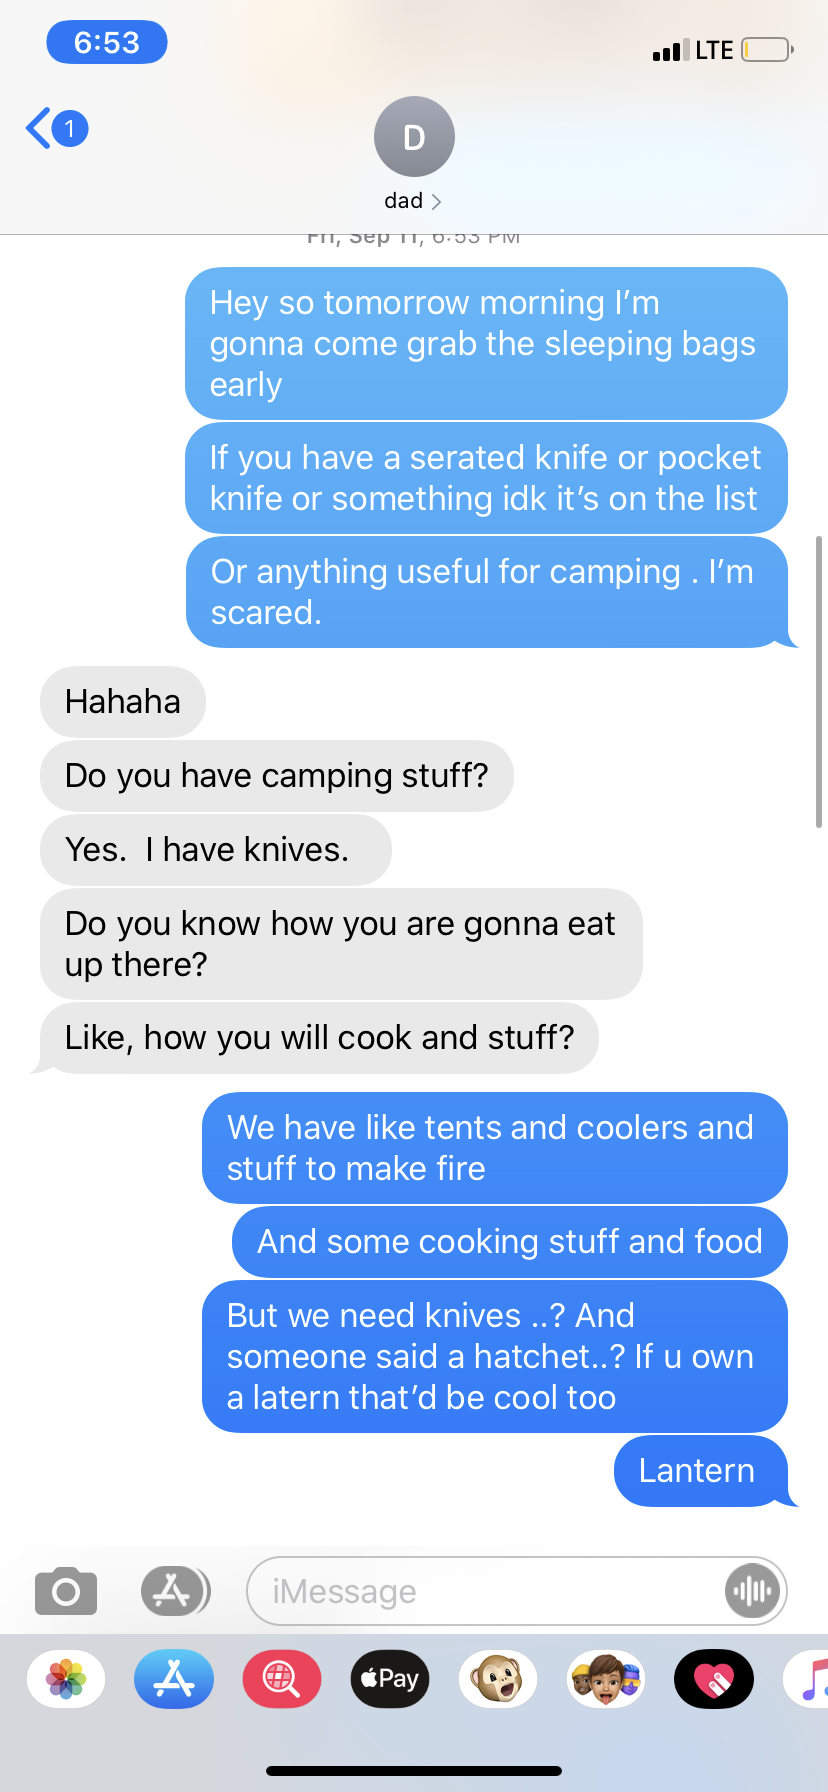 6:53
LTE
1
D
dad
Fri, Sep 11, 6:53 PM
Hey so tomorrow morning I’m
gonna come grab the sleeping bags
early
If you have a serated knife or pocket
knife or something idk it’s on the list
Or anything useful for camping . I’m
scared.
Hahaha
Do you have camping stuff?
Yes.  I have knives.
Do you know how you are gonna eat
up there?
Like, how you will cook and stuff?
We have like tents and coolers and
stuff to make fire
And some cooking stuff and food
But we need knives ..? And
someone said a hatchet..? If u own
a latern that’d be cool too
Lantern
iMessage
Pay